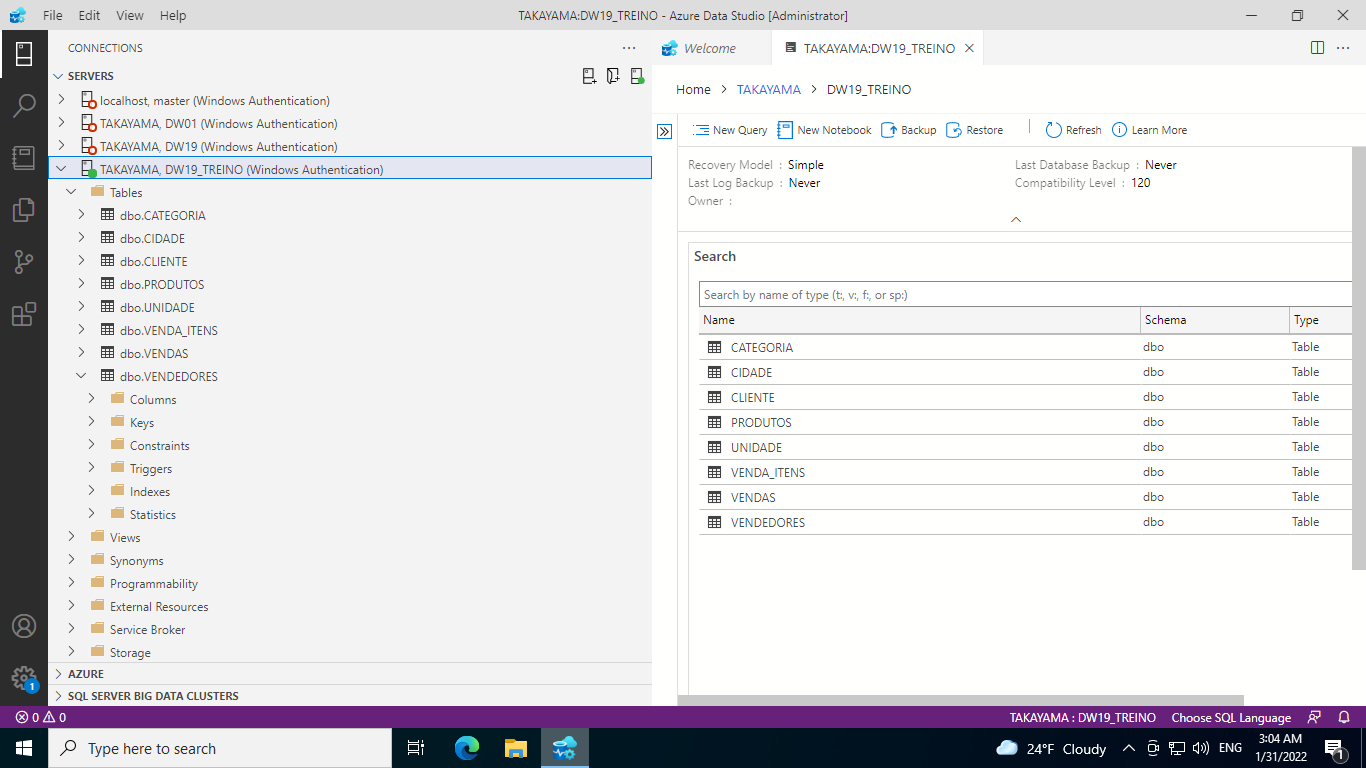 File Edit View Help
TAKAYAMA:DW19_TREINO - Azure Data Studio [Administrator]
CONNECTIONS
SERVERS
localhost, master (Windows Authentication)
TAKAYAMA, DW01 (Windows Authentication)
TAKAYAMA, DW19 (Windows Authentication)
TAKAYAMA, DW19_TREINO (Windows Authentication)
Tables
dbo.CATEGORIA
dbo.CIDADE
dbo.CLIENTE
dbo.PRODUTOS
dbo.UNIDADE
dbo.VENDA_ITENS
dbo.VENDAS
dbo.VENDEDORES
Columns
Keys
Constraints
Triggers
Indexes
Statistics
Views
Synonyms
Programmability
External Resources
Service Broker
Storage
AZURE
SQL SERVER BIG DATA CLUSTERS
1
Welcome TAKAYAMA:DW19_TREINO
Home > TAKAYAMA > DW19_TREINO
New Query New Notebook Backup Restore Refresh Learn More
Recovery Model : Simple Last Database Backup : Never
Last Log Backup : Never Compatibility Level : 120
Owner :
Search
Search by name of type (t:, v:, f:, or sp:)
Name Schema Type
CATEGORIA dbo Table
CIDADE dbo Table
CLIENTE dbo Table
PRODUTOS dbo Table
UNIDADE dbo Table
VENDA_ITENS dbo Table
VENDAS dbo Table
VENDEDORES dbo Table
0 0 TAKAYAMA : DW19_TREINO Choose SQL Language
Type here to search
24°F Cloudy ENG
3:04 AM
1/31/2022
1